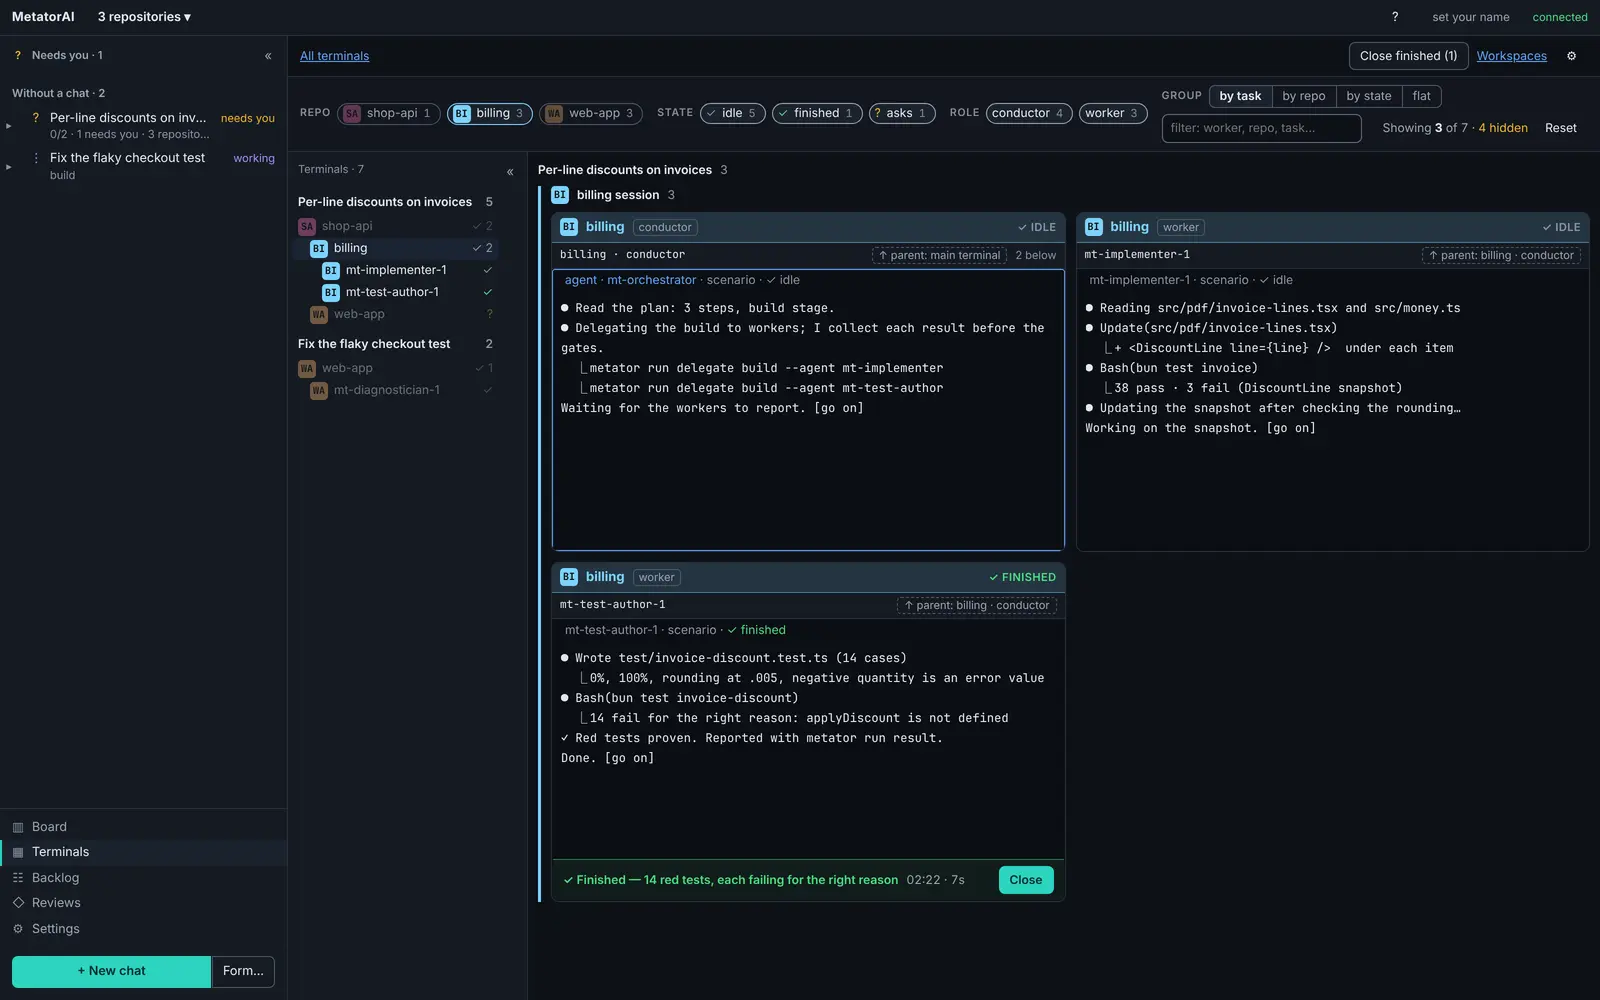 MetatorAI 3 repositories ▾ ? set your name connected
? Needs you · 1 «
Without a chat · 2
▸ ? Per-line discounts on inv... needs you
0/2 · 1 needs you · 3 reposito...
▸ ⋮ Fix the flaky checkout test working
build
Board
Terminals
Backlog
Reviews
Settings
+ New chat Form...
All terminals Close finished (1) Workspaces
REPO SA shop-api 1 BI billing 3 WA web-app 3 STATE ✓ idle 5 ✓ finished 1 ? asks 1 ROLE conductor 4 worker 3
GROUP by task by repo by state flat
filter: worker, repo, task... Showing 3 of 7 · 4 hidden Reset
Terminals · 7 «
Per-line discounts on invoices 5
SA shop-api ✓ 2
BI billing ✓ 2
BI mt-implementer-1 ✓
BI mt-test-author-1 ✓
WA web-app ?
Fix the flaky checkout test 2
WA web-app ✓ 1
WA mt-diagnostician-1 ✓
Per-line discounts on invoices 3
BI billing session 3
BI billing conductor ✓ IDLE
billing · conductor ↑ parent: main terminal 2 below
agent · mt-orchestrator · scenario · ✓ idle
● Read the plan: 3 steps, build stage.
● Delegating the build to workers; I collect each result before the
gates.
⎿ metator run delegate build --agent mt-implementer
⎿ metator run delegate build --agent mt-test-author
Waiting for the workers to report. [go on]
BI billing worker ✓ IDLE
mt-implementer-1 ↑ parent: billing · conductor
mt-implementer-1 · scenario · ✓ idle
● Reading src/pdf/invoice-lines.tsx and src/money.ts
● Update(src/pdf/invoice-lines.tsx)
⎿ + <DiscountLine line={line} />  under each item
● Bash(bun test invoice)
⎿ 38 pass · 3 fail (DiscountLine snapshot)
● Updating the snapshot after checking the rounding…
Working on the snapshot. [go on]
BI billing worker ✓ FINISHED
mt-test-author-1 ↑ parent: billing · conductor
mt-test-author-1 · scenario · ✓ finished
● Wrote test/invoice-discount.test.ts (14 cases)
⎿ 0%, 100%, rounding at .005, negative quantity is an error value
● Bash(bun test invoice-discount)
⎿ 14 fail for the right reason: applyDiscount is not defined
✓ Red tests proven. Reported with metator run result.
Done. [go on]
✓ Finished — 14 red tests, each failing for the right reason 02:22 · 7s Close